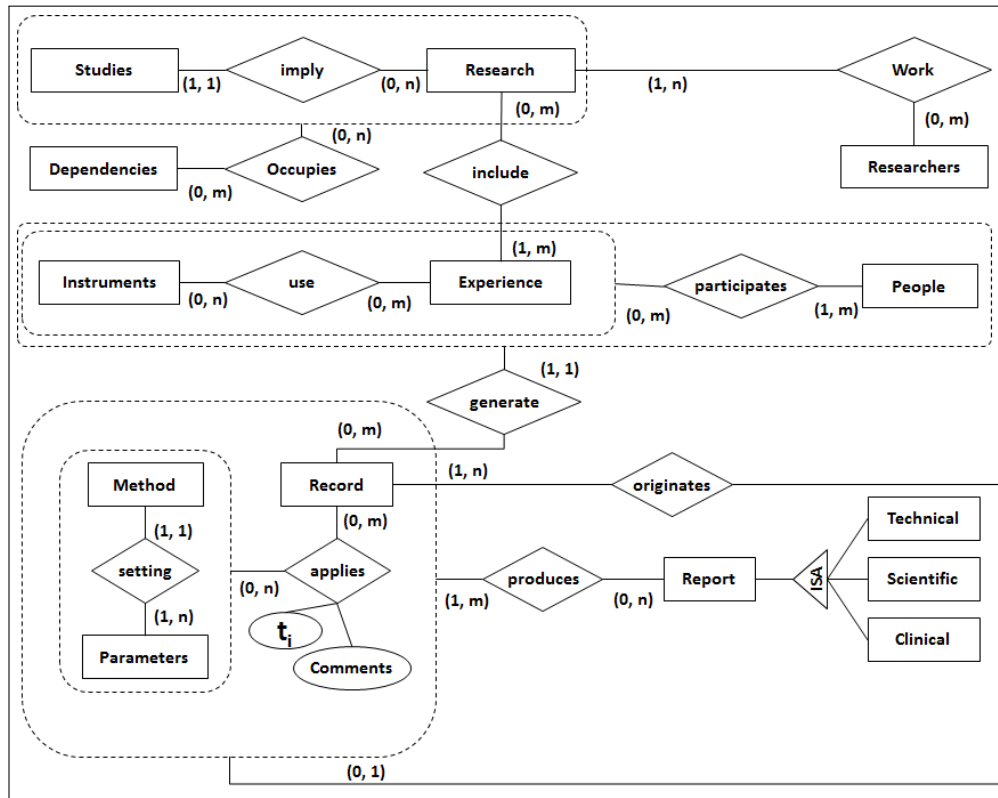 Studies
(1, 1)
imply
(0, n)
Research
(1, n)
Work
(0, m)
(0, m)
Researchers
(0, n)
Dependencies
(0, m)
Occupies
include
(1, m)
Instruments
(0, n)
use
(0, m)
Experience
(0, m)
participates
(1, m)
People
(1, 1)
generate
(0, m)
Method
(1, 1)
setting
(1, n)
Parameters
Record
(1, n)
originates
(0, m)
(0, n)
applies
ti
Comments
(1, m)
produces
(0, n)
Report
ISA
Technical
Scientific
Clinical
(0, 1)